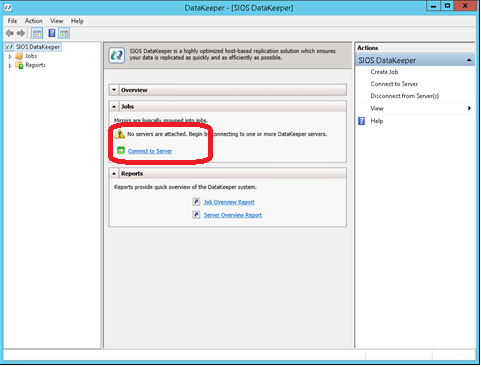 DataKeeper - [SIOS DataKeeper]
File Action View Help
SIOS DataKeeper
Jobs
Reports
SIOS DataKeeper is a highly optimized host-based replication solution which ensures
your data is replicated as quickly and as efficiently as possible.
Overview
Jobs
Mirrors are logically grouped into jobs.
No servers are attached. Begin by connecting to one or more DataKeeper servers.
Connect to Server
Reports
Reports provide quick overview of the DataKeeper system.
Job Overview Report
Server Overview Report
Actions
SIOS DataKeeper
Create Job
Connect to Server
Disconnect from Server(s)
View
Help